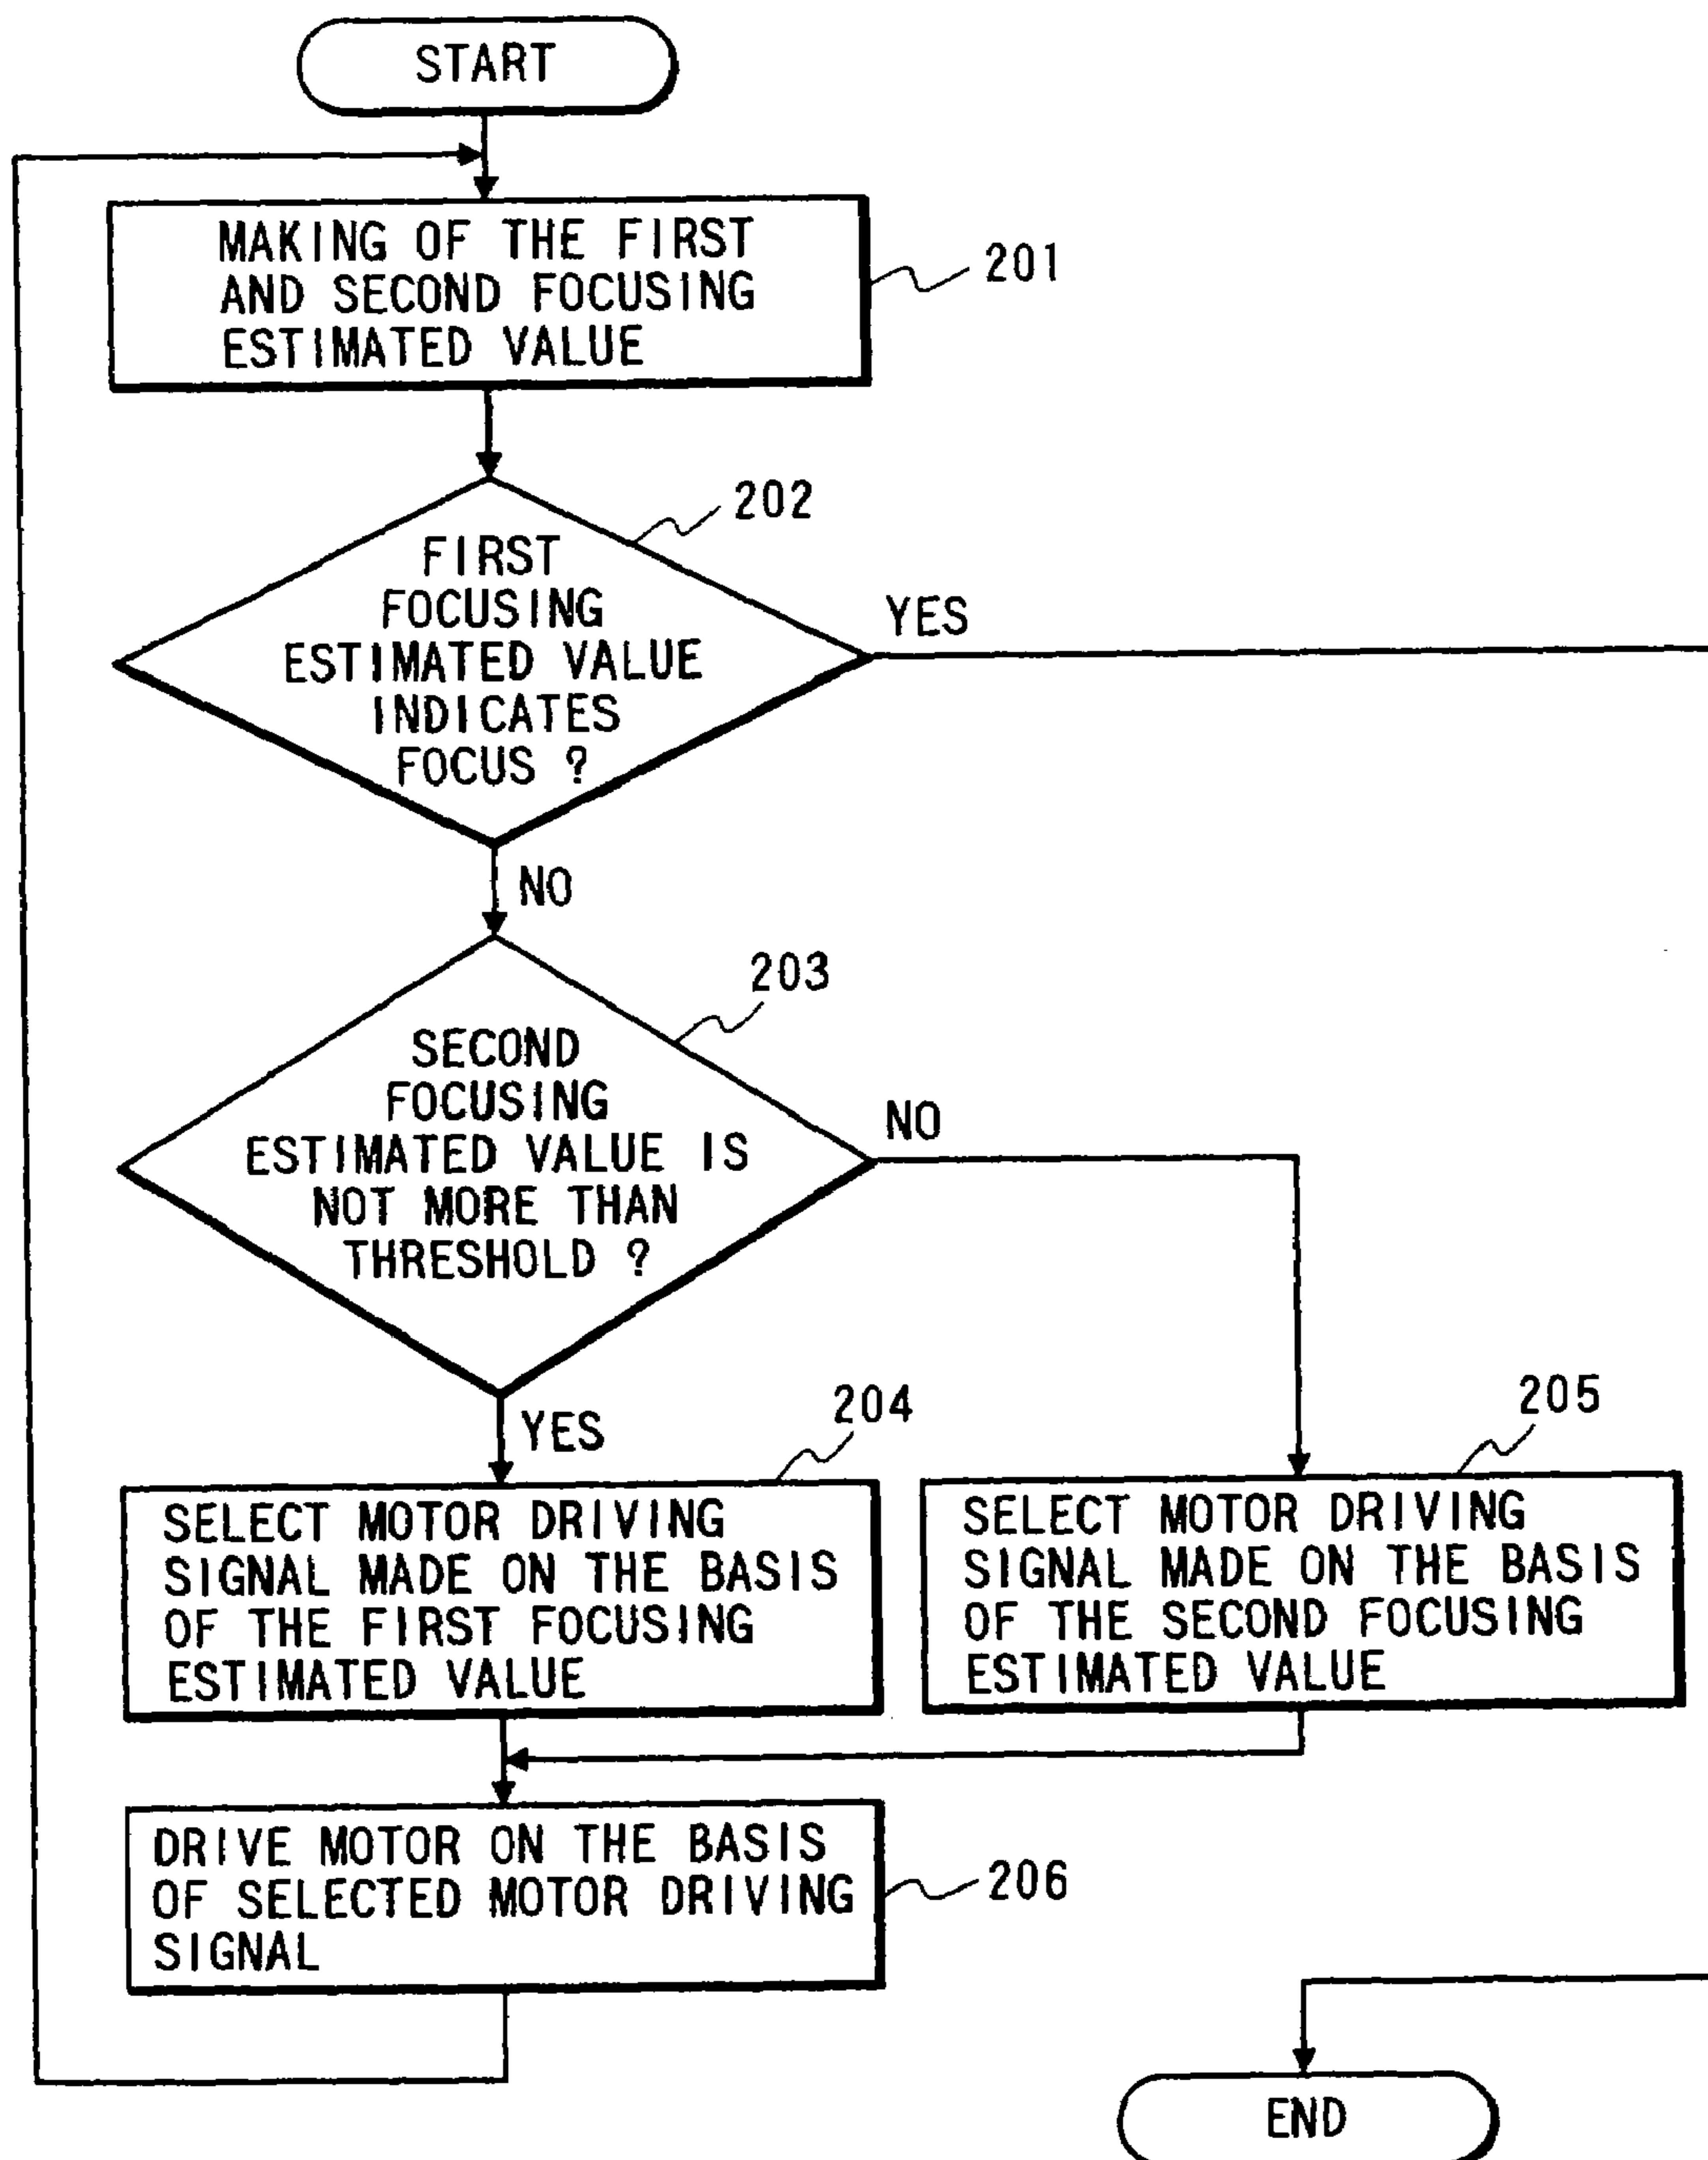 START
MAKING OF THE FIRST
AND SECOND FOCUSING
ESTIMATED VALUE
201
202
FIRST
FOCUSING
ESTIMATED VALUE
INDICATES
FOCUS ?
YES
NO
203
SECOND
FOCUSING
ESTIMATED VALUE IS
NOT MORE THAN
THRESHOLD ?
NO
YES
204
SELECT MOTOR DRIVING
SIGNAL MADE ON THE BASIS
OF THE FIRST FOCUSING
ESTIMATED VALUE
205
SELECT MOTOR DRIVING
SIGNAL MADE ON THE BASIS
OF THE SECOND FOCUSING
ESTIMATED VALUE
DRIVE MOTOR ON THE BASIS
OF SELECTED MOTOR DRIVING
SIGNAL
206
END